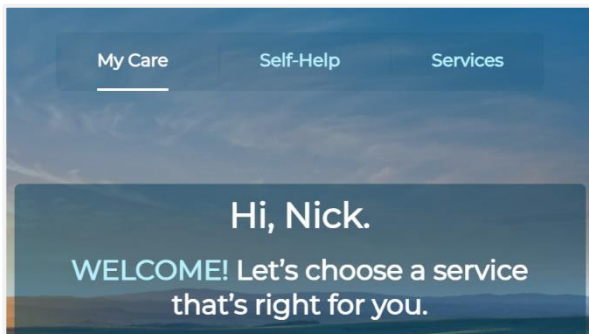 My Care Self-Help Services
Hi, Nick.
WELCOME! Let's choose a service
that's right for you.